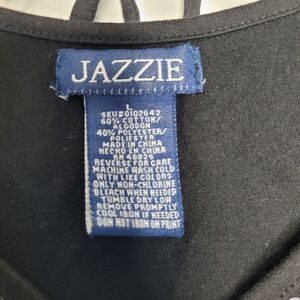 JAZZIE
L
SKU#0102642
60% COTTON/
ALGODON
40% POLYESTER/
POLIESTER
MADE IN CHINA
HECHO EN CHINA
RN 48829
REVERSE FOR CARE
MACHINE WASH COLD
WITH LIKE COLORS
ONLY NON-CHLORINE
BLEACH WHEN NEEDED
TUMBLE DRY LOW
REMOVE PROMPTLY
COOL IRON IF NEEDED
DO NOT IRON ON PRINT